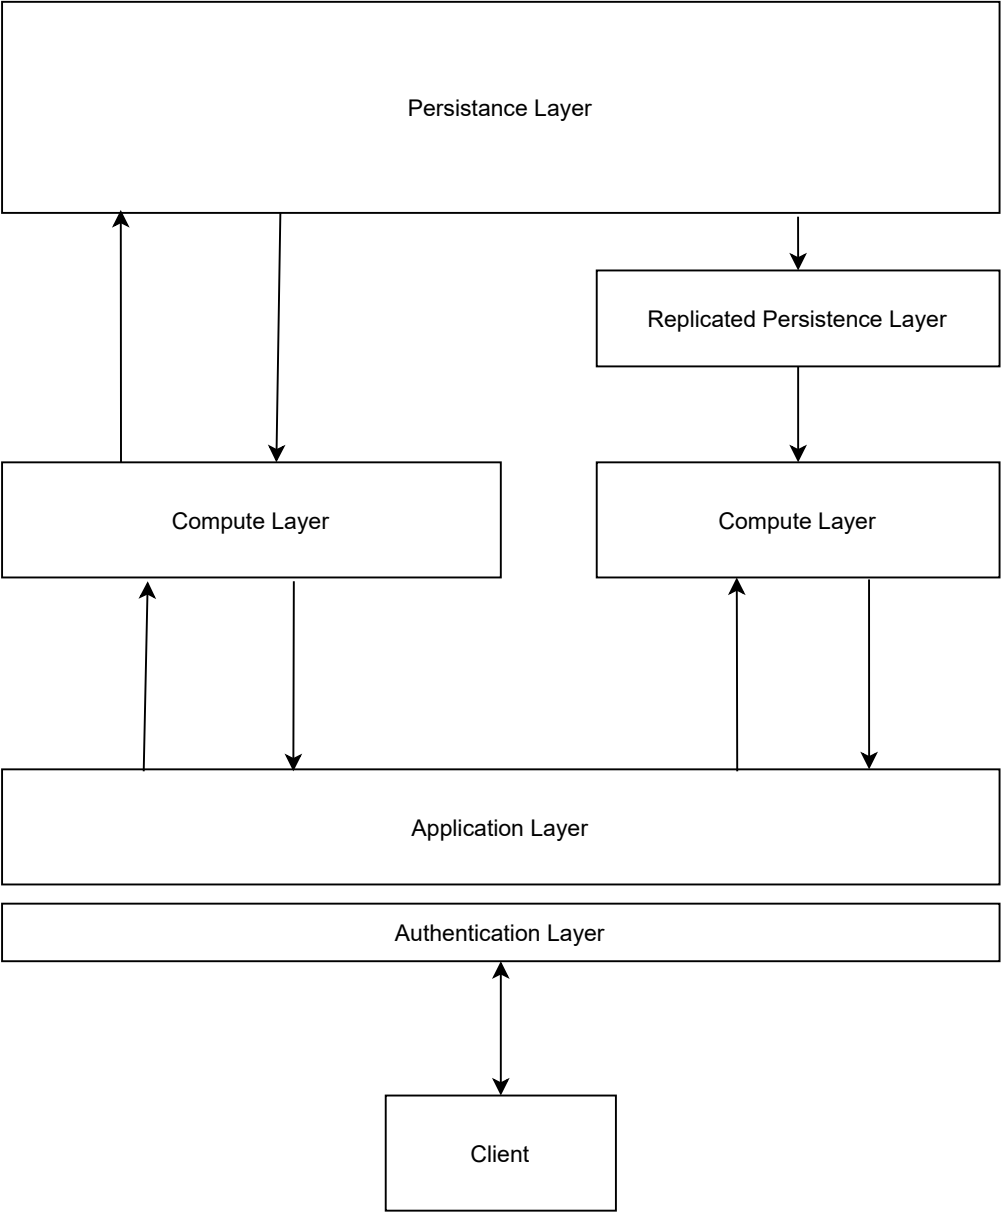 Persistance Layer
Replicated Persistence Layer
Compute Layer
Compute Layer
Application Layer
Authentication Layer
Client